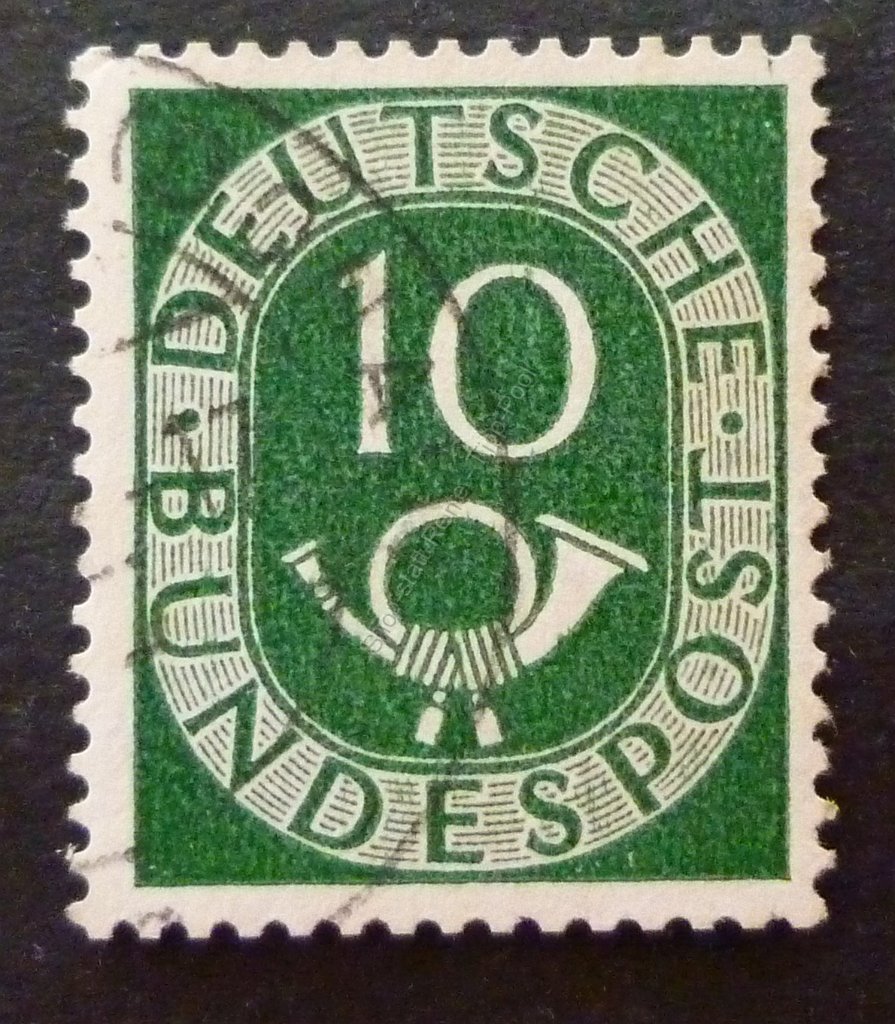 DEUTSCHE · BUNDESPOST ·
10